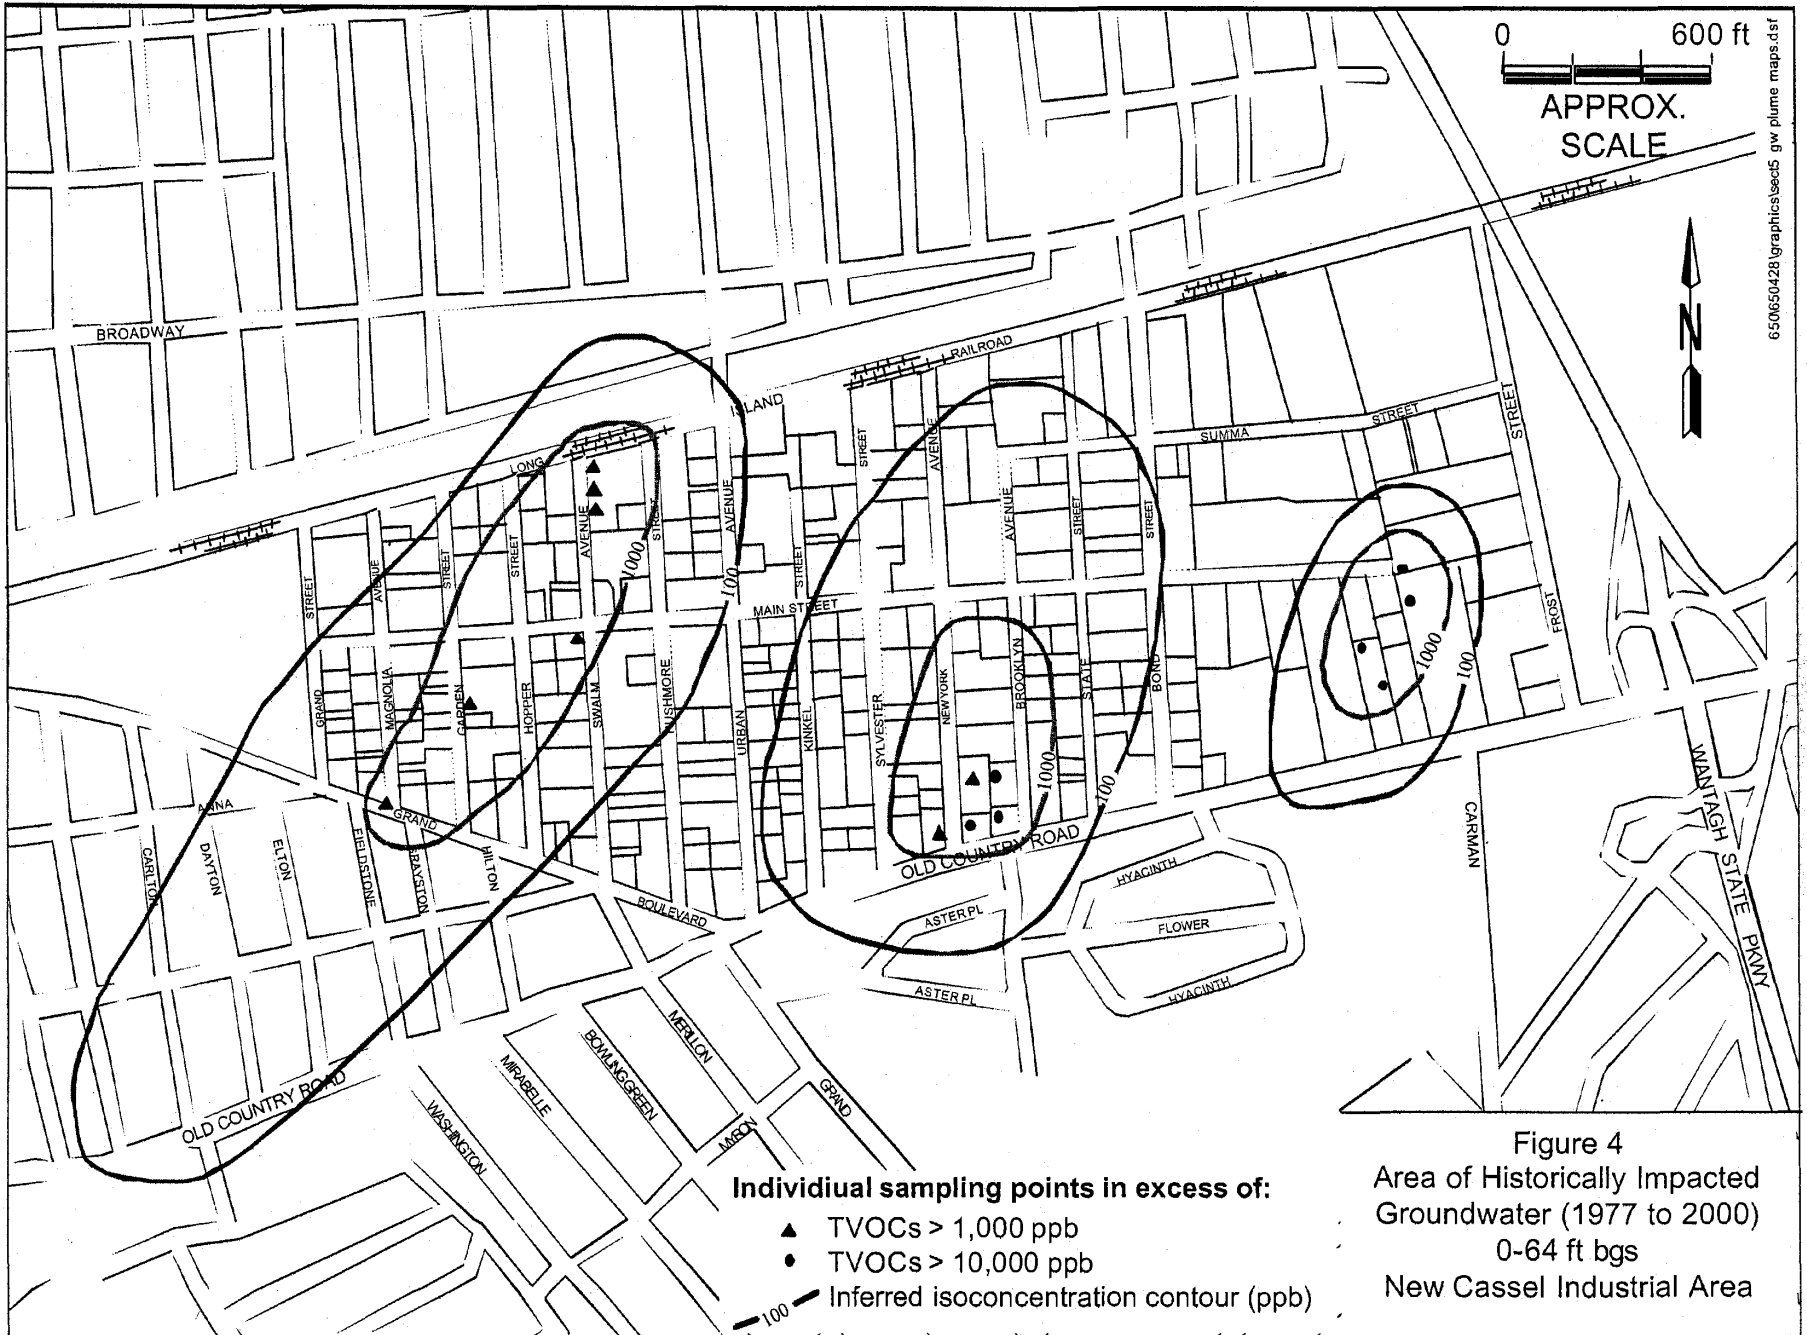 0 600 ft
APPROX.
SCALE
650\650428\graphics\sect5 gw plume maps.dsf
N
BROADWAY
LONG
ISLAND
RAILROAD
SUMMA
STREET
STREET
STREET
AVENUE
STREET
STREET
AVENUE
STREET
AVENUE
STREET
STREET
AVENUE
AVENUE
STREET
STREET
1000
100
MAIN STREET
GRAND
MAGNOLIA
GARDEN
HOPPER
SWALM
RUSHMORE
URBAN
KINKEL
SYLVESTER
NEW YORK
BROOKLYN
STATE
BOND
FROST
1000
100
1000
100
ANNA
GRAND
BOULEVARD
CARLTON
DAYTON
ELTON
FIELDSTONE
GRAYSTON
HILTON
OLD COUNTRY ROAD
HYACINTH
ASTER PL
FLOWER
ASTER PL
HYACINTH
CARMAN
WANTAGH STATE PKWY
OLD COUNTRY ROAD
WASHINGTON
MIRABELLE
BOWLING GREEN
MERILLON
MYRON
GRAND
Individiual sampling points in excess of:
TVOCs > 1,000 ppb
TVOCs > 10,000 ppb
100 Inferred isoconcentration contour (ppb)
Figure 4
Area of Historically Impacted
Groundwater (1977 to 2000)
0-64 ft bgs
New Cassel Industrial Area